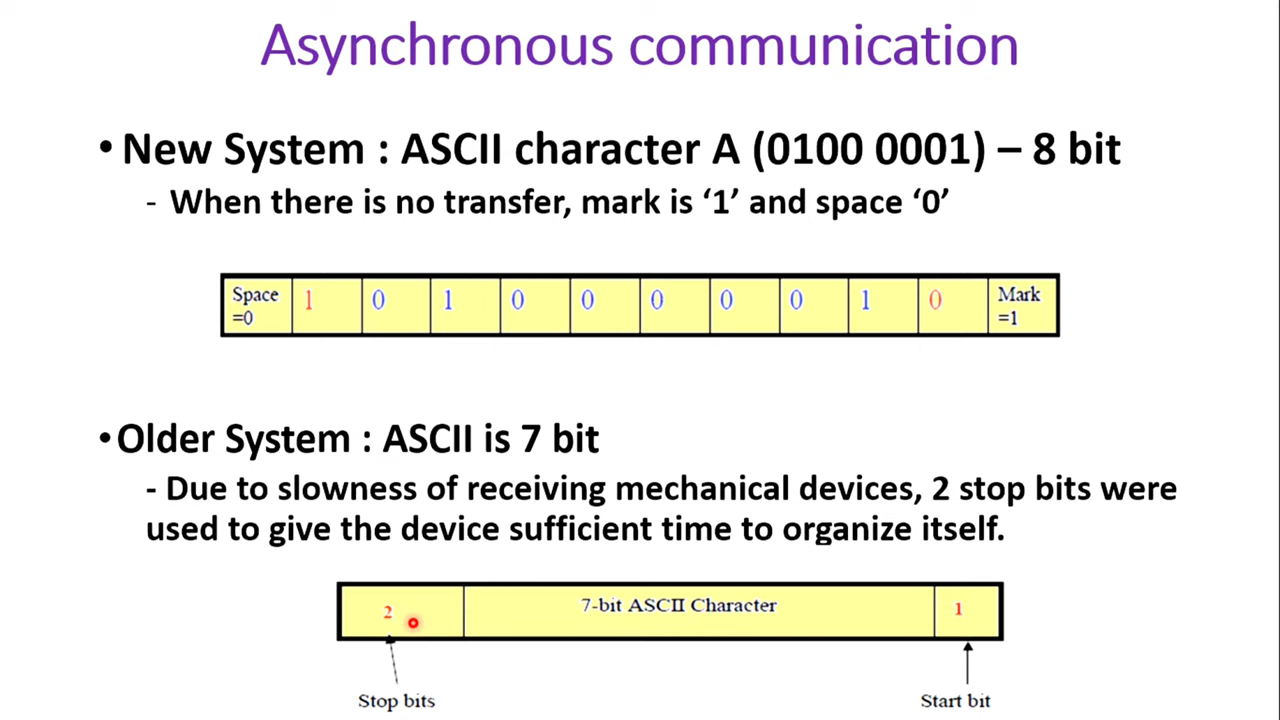 Asynchronous communication
• New System : ASCII character A (0100 0001) – 8 bit
- When there is no transfer, mark is ‘1’ and space ‘0’
Space =0 1 0 1 0 0 0 0 0 1 0 Mark =1
• Older System : ASCII is 7 bit
- Due to slowness of receiving mechanical devices, 2 stop bits were
used to give the device sufficient time to organize itself.
2 7-bit ASCII Character 1
Stop bits Start bit